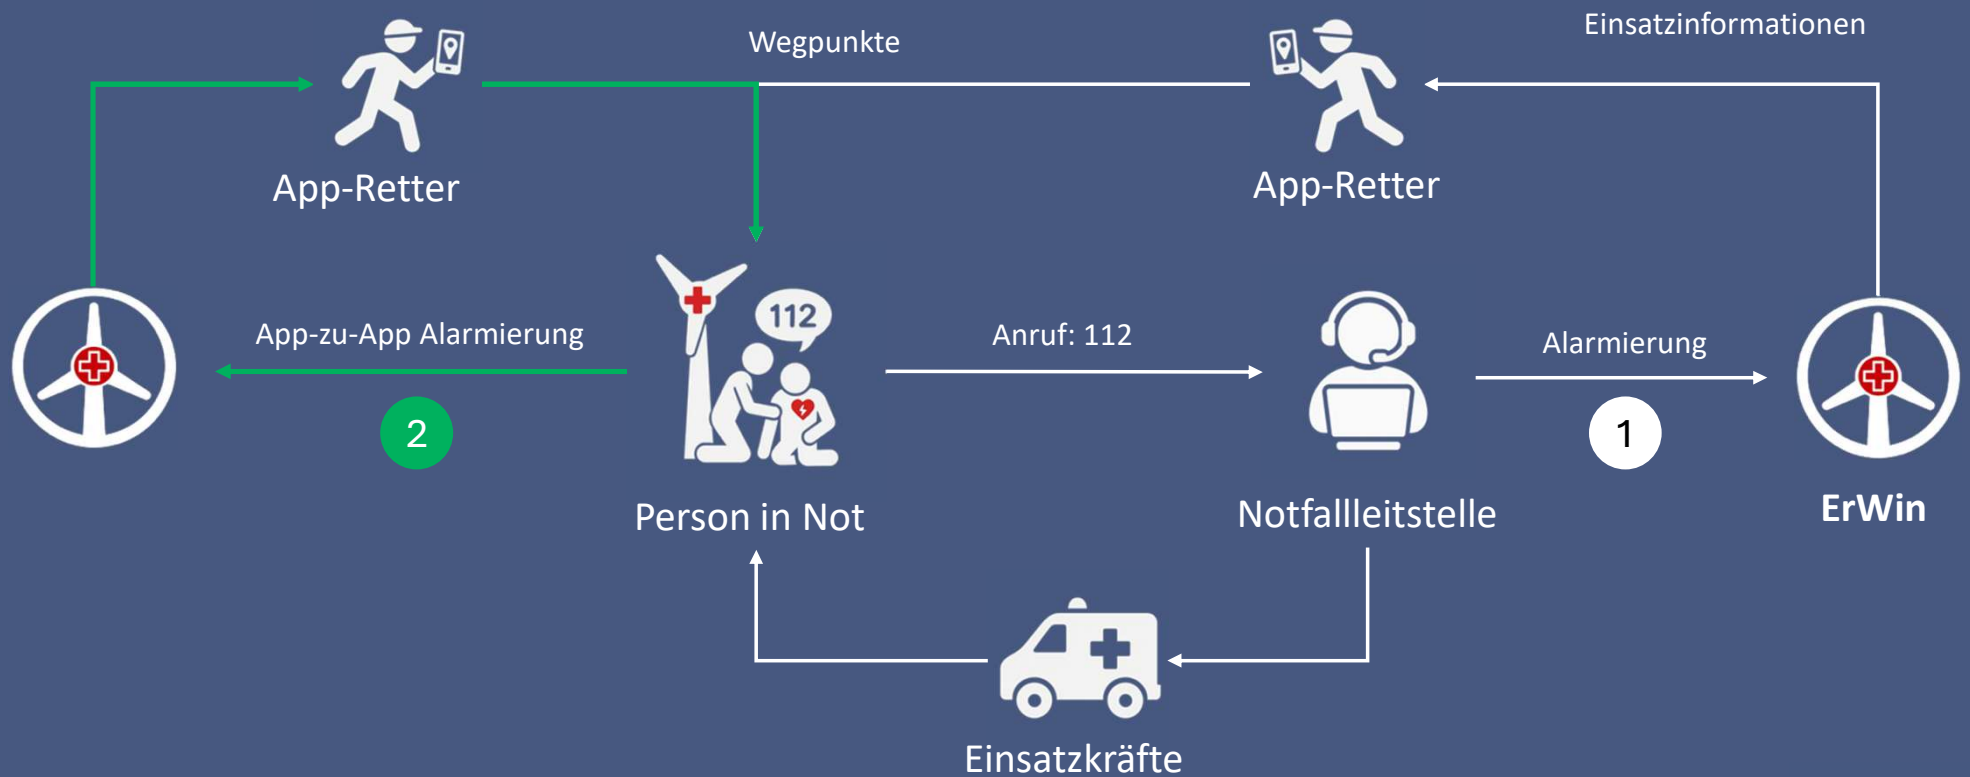 Wegpunkte
Einsatzinformationen
App-Retter
App-Retter
112
App-zu-App Alarmierung
Anruf: 112
Alarmierung
2
1
Person in Not
Notfallleitstelle
ErWin
Einsatzkräfte